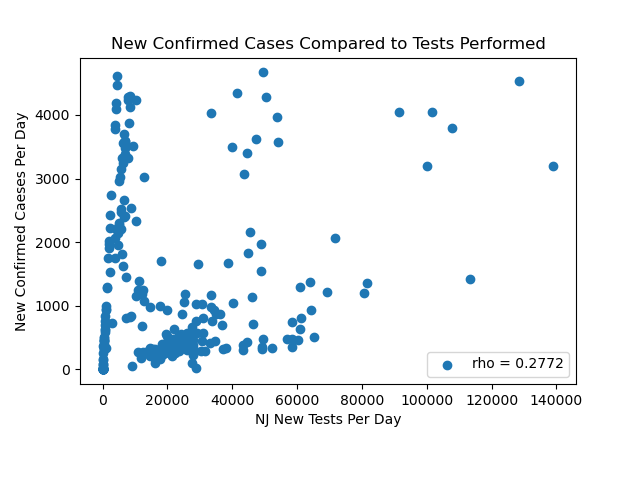 New Confirmed Cases Compared to Tests Performed
New Confirmed Caeses Per Day
4000
3000
2000
1000
0
0 20000 40000 60000 80000 100000 120000 140000
NJ New Tests Per Day
rho = 0.2772